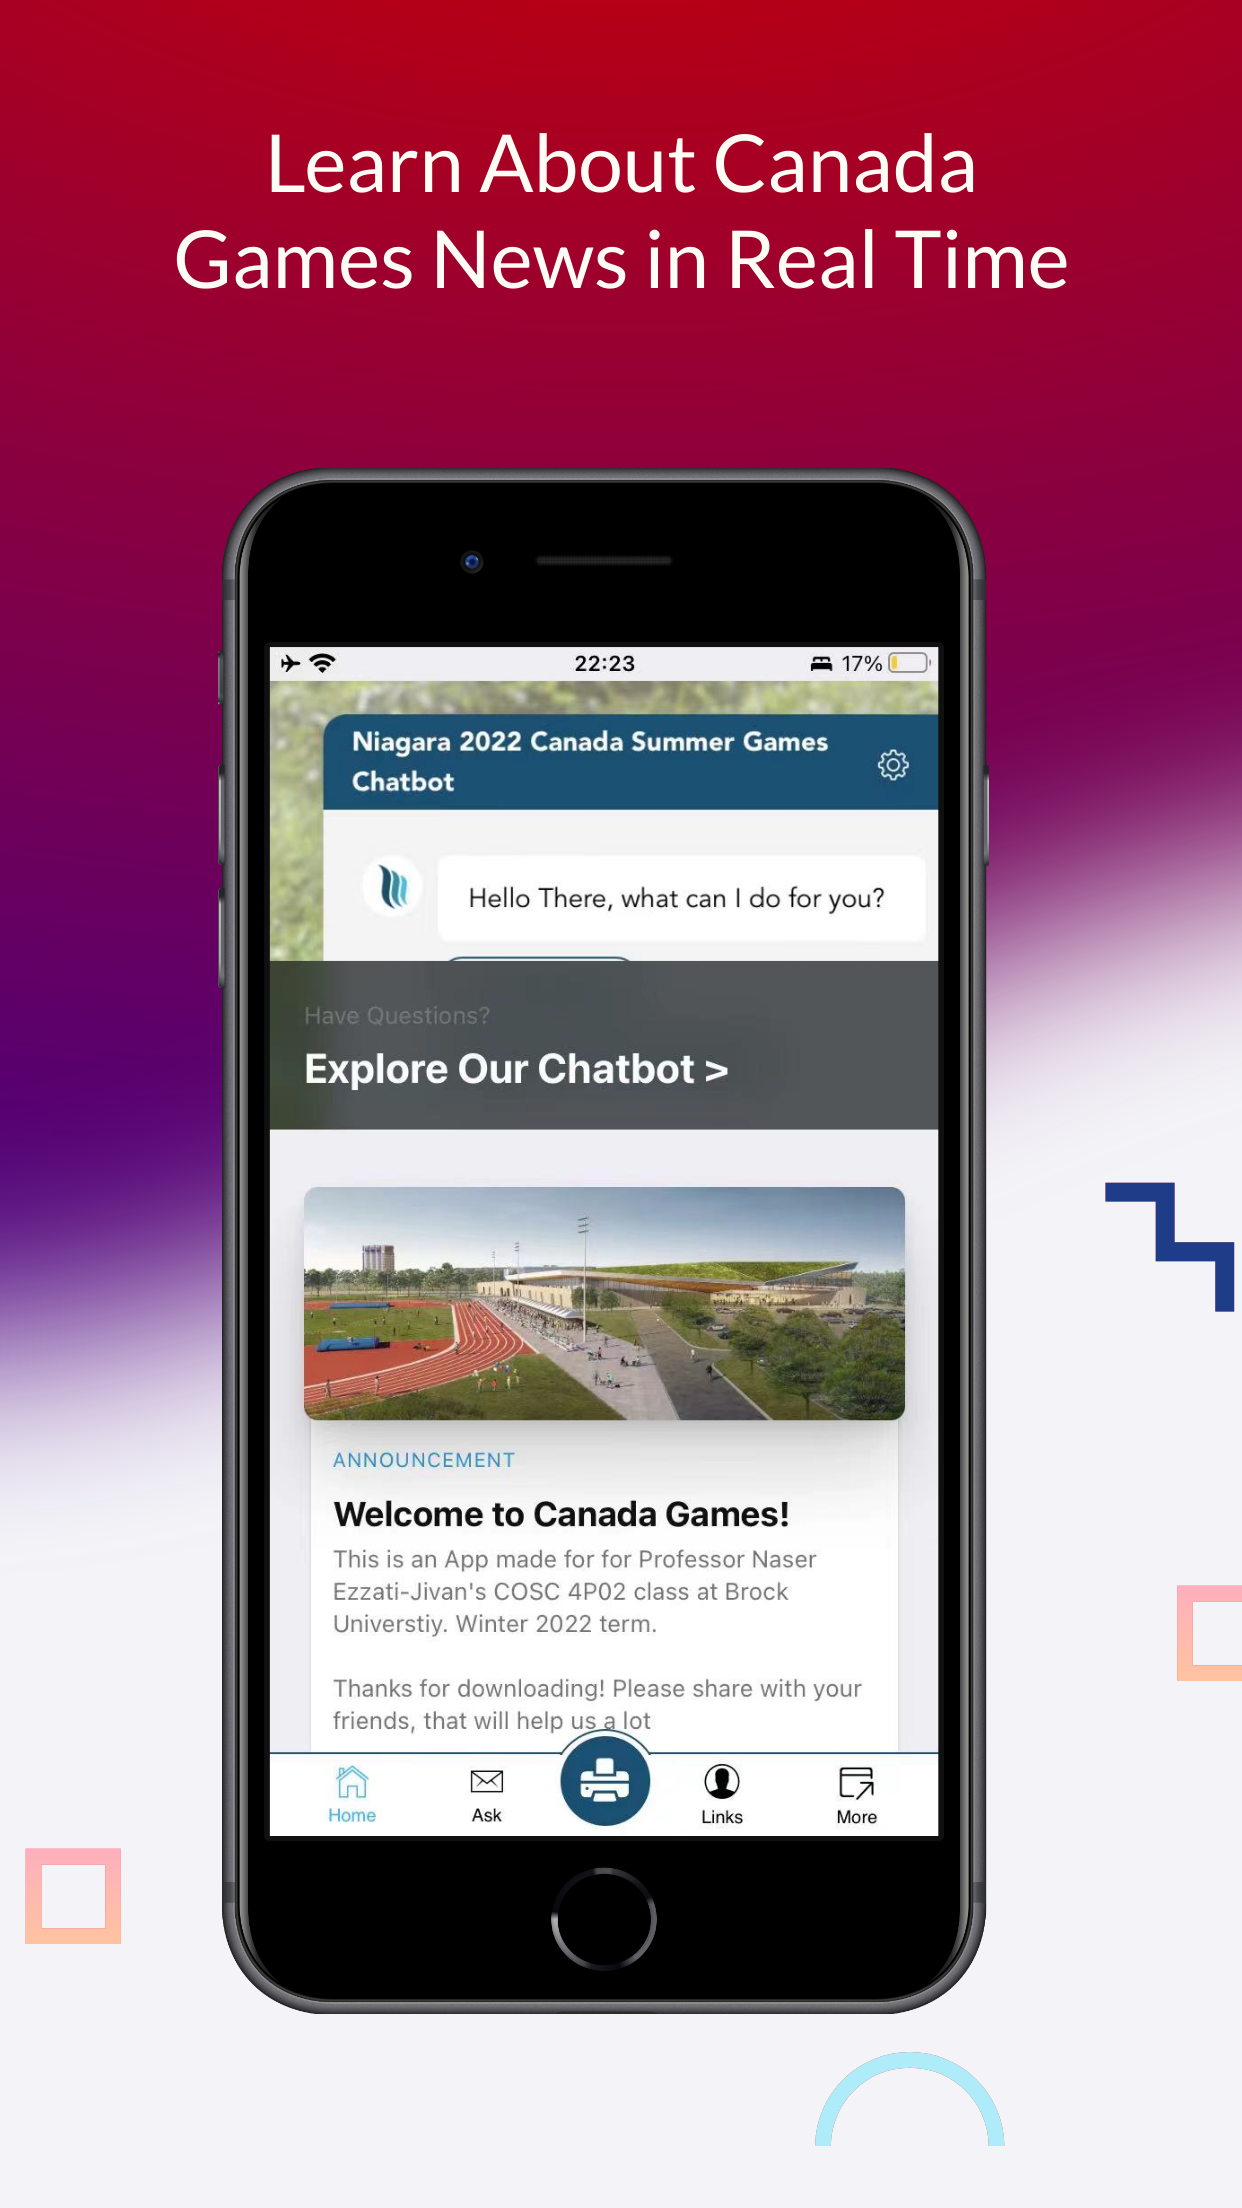 Learn About Canada
Games News in Real Time
22:23
17%
Niagara 2022 Canada Summer Games
Chatbot
Hello There, what can I do for you?
Have Questions?
Explore Our Chatbot >
ANNOUNCEMENT
Welcome to Canada Games!
This is an App made for for Professor Naser
Ezzati-Jivan's COSC 4P02 class at Brock
Universtiy. Winter 2022 term.
Thanks for downloading! Please share with your
friends, that will help us a lot
Home
Ask
Links
More